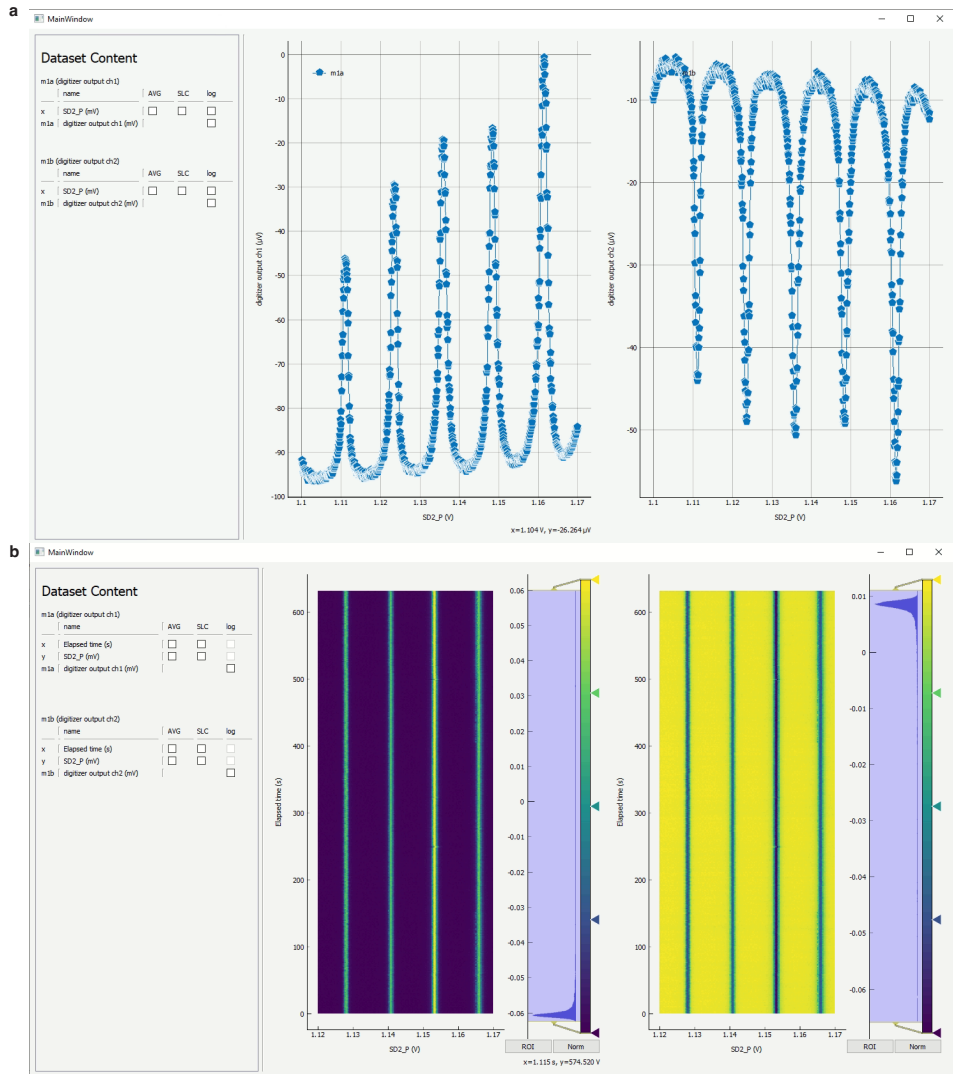 a
MainWindow
Dataset Content
m1a (digitizer output ch1)
name AVG SLC log
x SD2_P (mV)
m1a digitizer output ch1 (mV)
m1b (digitizer output ch2)
name AVG SLC log
x SD2_P (mV)
m1b digitizer output ch2 (mV)
m1a
digitizer output ch1 (µV)
0
-10
-20
-30
-40
-50
-60
-70
-80
-90
-100
1.1 1.11 1.12 1.13 1.14 1.15 1.16 1.17
SD2_P (V)
x=1.104 V, y=-26.264 µV
digitizer output ch2 (µV)
-10
-20
-30
-40
-50
1.1 1.11 1.12 1.13 1.14 1.15 1.16 1.17
SD2_P (V)
b
MainWindow
Dataset Content
m1a (digitizer output ch1)
name AVG SLC log
x Elapsed time (s)
y SD2_P (mV)
m1a digitizer output ch1 (mV)
m1b (digitizer output ch2)
name AVG SLC log
x Elapsed time (s)
y SD2_P (mV)
m1b digitizer output ch2 (mV)
Elapsed time (s)
600
500
400
300
200
100
0
1.12 1.13 1.14 1.15 1.16 1.17
SD2_P (V)
0.06
0.05
0.04
0.03
0.02
0.01
0
-0.01
-0.02
-0.03
-0.04
-0.05
-0.06
ROI Norm
x=1.115 s, y=574.520 V
Elapsed time (s)
600
500
400
300
200
100
0
1.12 1.13 1.14 1.15 1.16 1.17
SD2_P (V)
0.01
0
-0.01
-0.02
-0.03
-0.04
-0.05
-0.06
ROI Norm